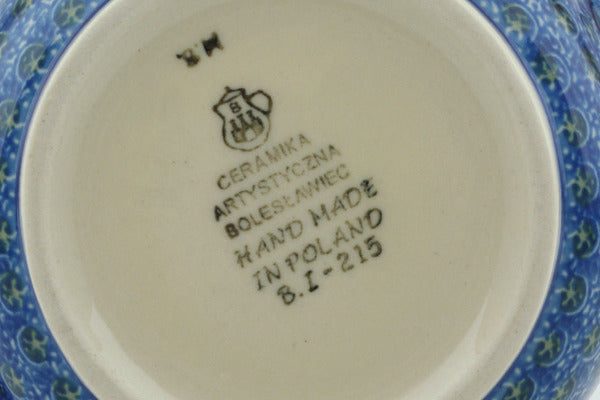 B
CERAMIKA
ARTYSTYCZNA
BOLESŁAWIEC
HAND MADE
IN POLAND
8.I-215